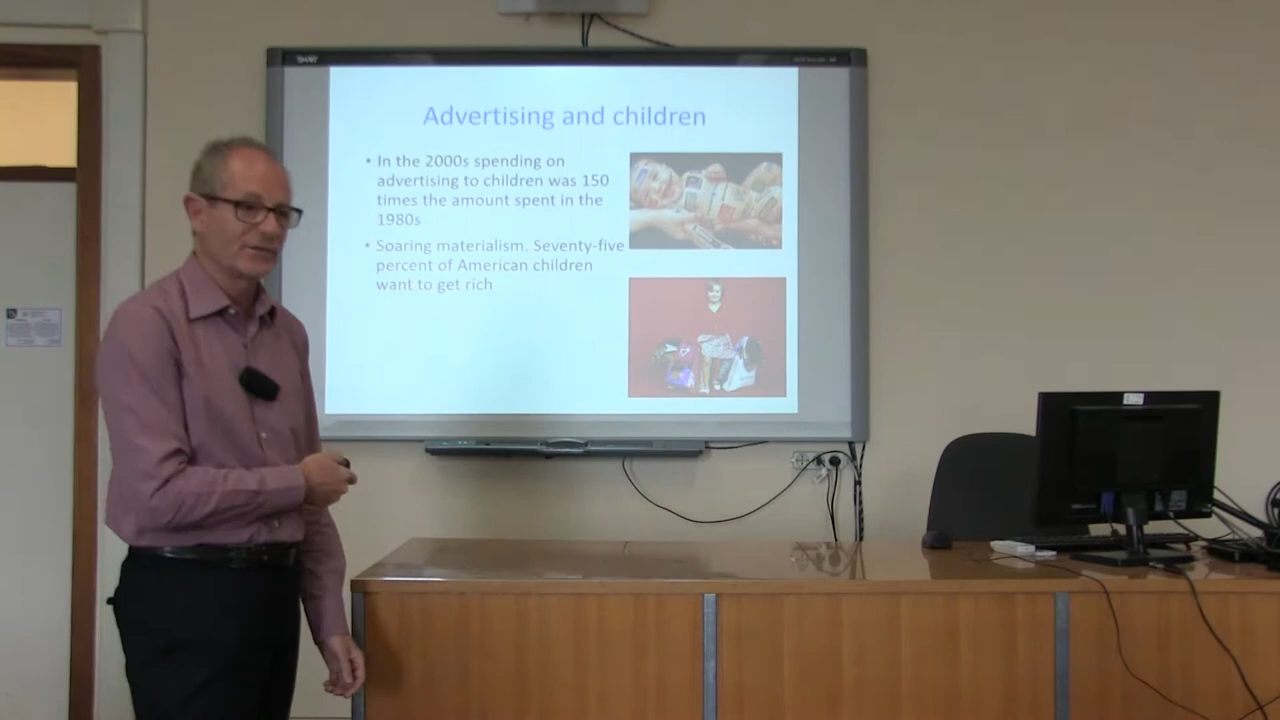 SMART
Advertising and children
• In the 2000s spending on
advertising to children was 150
times the amount spent in the
1980s
• Soaring materialism. Seventy-five
percent of American children
want to get rich